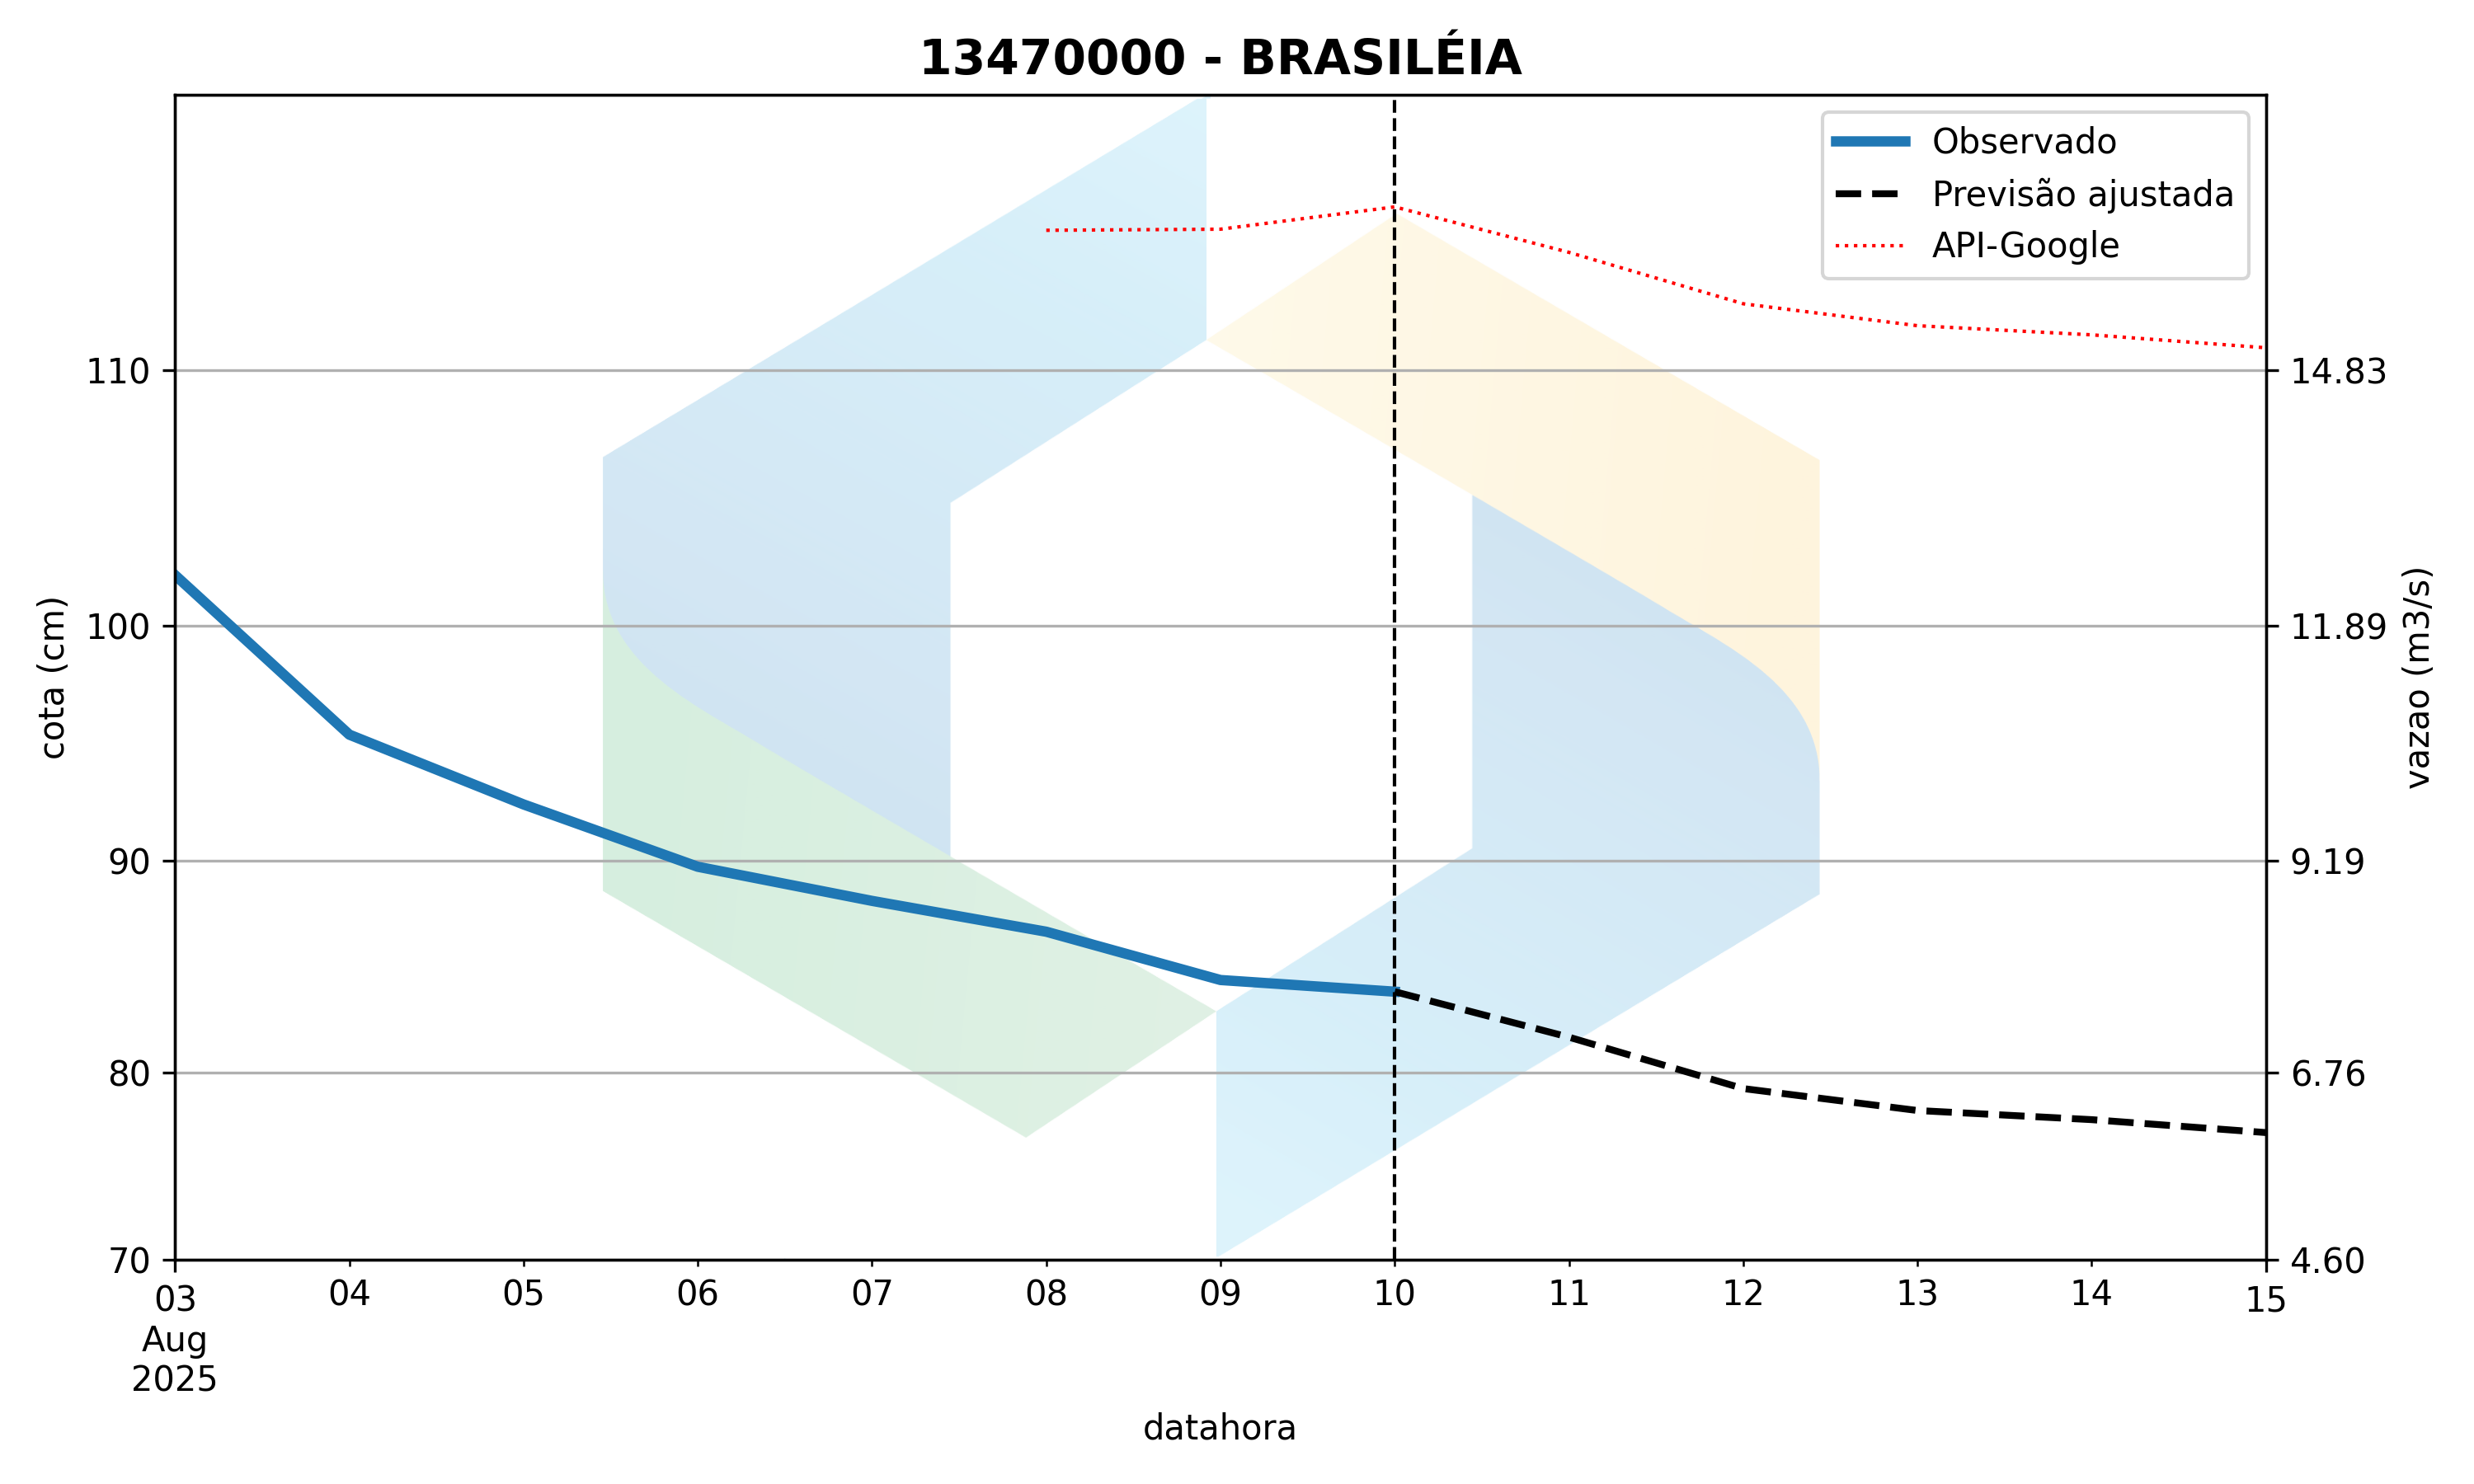 13470000 - BRASILÉIA
Observado
Previsão ajustada
API-Google
110
100
90
80
70
cota (cm)
14.83
11.89
9.19
6.76
4.60
vazao (m3/s)
03 04 05 06 07 08 09 10 11 12 13 14 15
Aug
2025
datahora